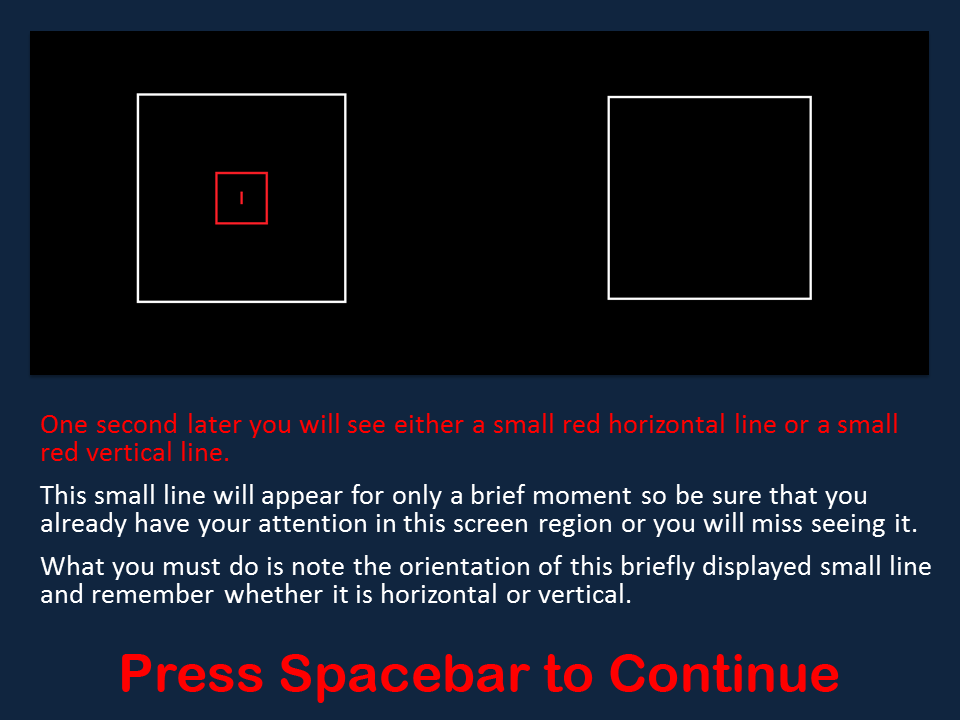 One second later you will see either a small red horizontal line or a small
red vertical line.
This small line will appear for only a brief moment so be sure that you
already have your attention in this screen region or you will miss seeing it.
What you must do is note the orientation of this briefly displayed small line
and remember whether it is horizontal or vertical.
Press Spacebar to Continue